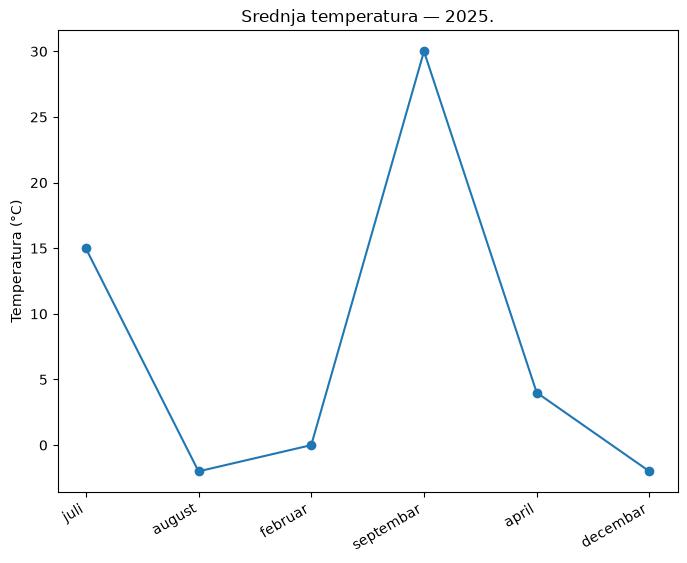 Srednja temperatura — 2025.
Temperatura (°C)
30
25
20
15
10
5
0
juli
august
februar
septembar
april
decembar